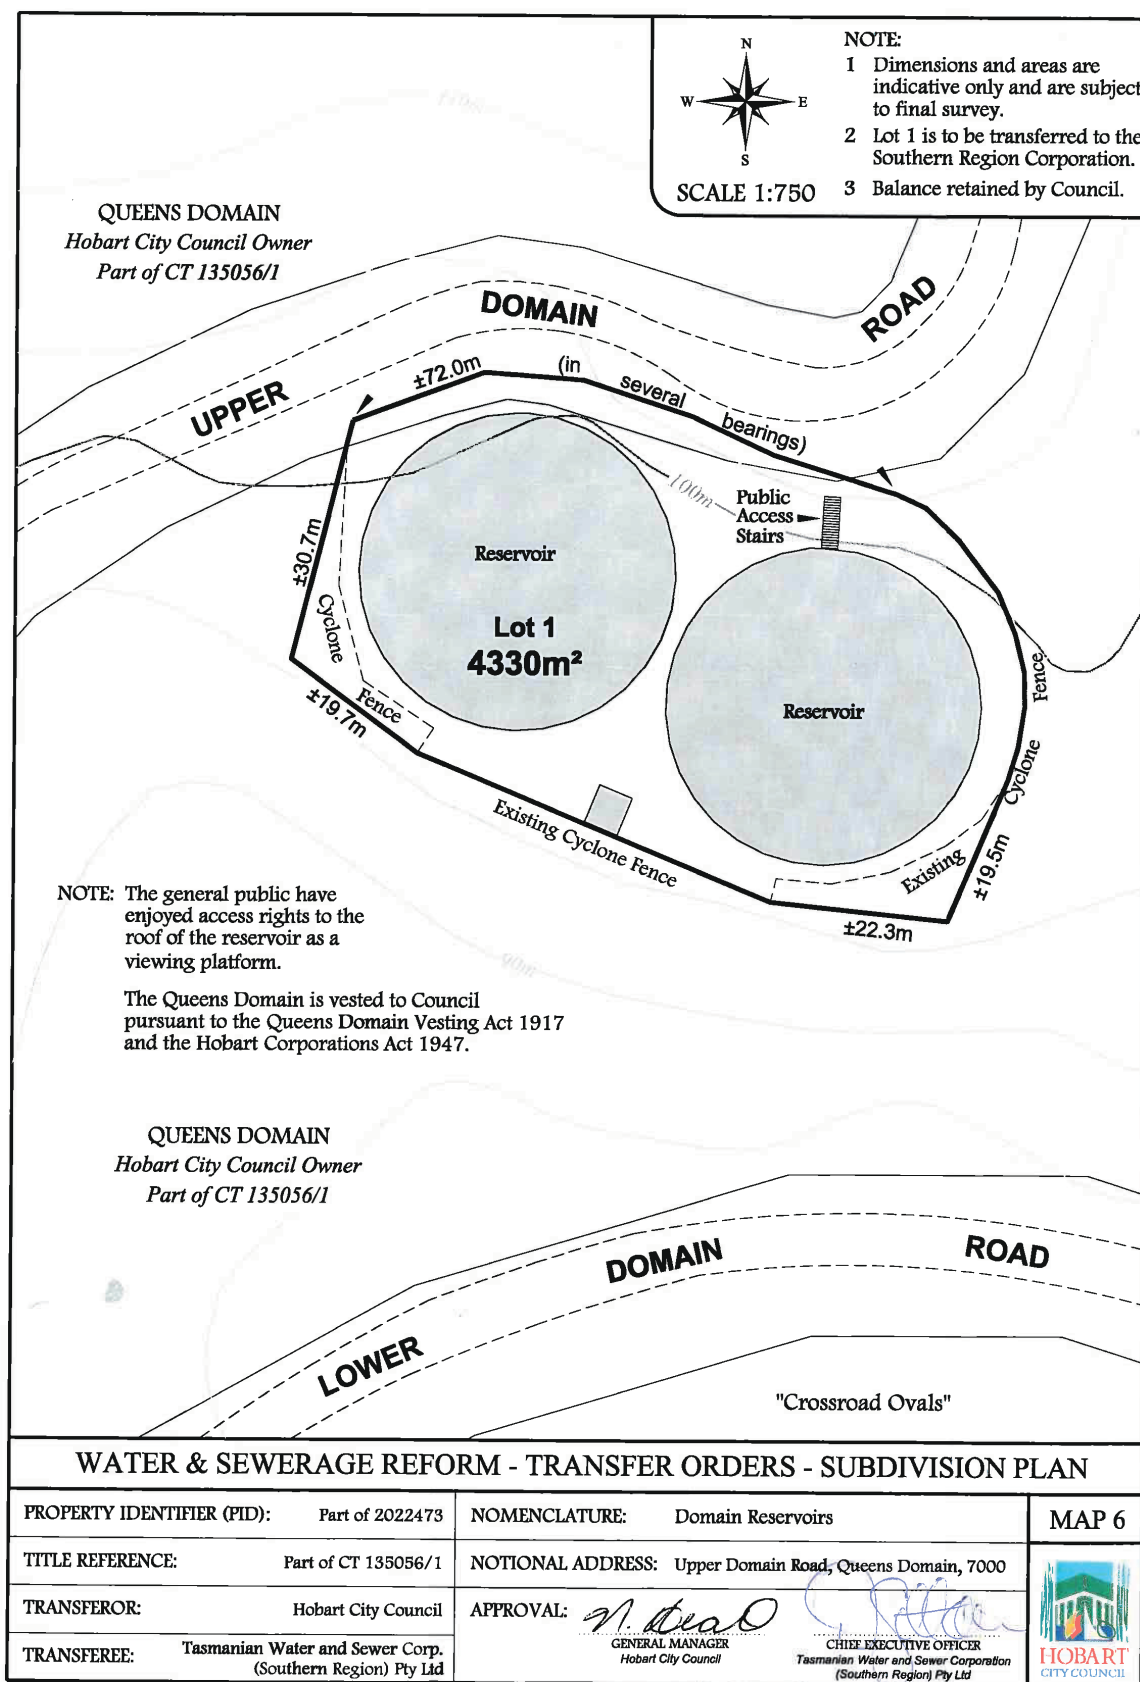 NOTE:
1 Dimensions and areas are
indicative only and are subject
to final survey.
2 Lot 1 is to be transferred to the
Southern Region Corporation.
3 Balance retained by Council.
N
W E
S
SCALE 1:750
110m
QUEENS DOMAIN
Hobart City Council Owner
Part of CT 135056/1
UPPER DOMAIN ROAD
±72.0m (in several bearings)
100m
Public
Access
Stairs
Reservoir
Lot 1
4330m²
Reservoir
±30.7m
Cyclone Fence
±19.7m
Existing Cyclone Fence
Existing Cyclone Fence
±19.5m
±22.3m
NOTE: The general public have
enjoyed access rights to the
roof of the reservoir as a
viewing platform.
The Queens Domain is vested to Council
pursuant to the Queens Domain Vesting Act 1917
and the Hobart Corporations Act 1947.
90m
QUEENS DOMAIN
Hobart City Council Owner
Part of CT 135056/1
LOWER DOMAIN ROAD
"Crossroad Ovals"
WATER & SEWERAGE REFORM - TRANSFER ORDERS - SUBDIVISION PLAN
PROPERTY IDENTIFIER (PID): Part of 2022473
NOMENCLATURE: Domain Reservoirs
MAP 6
TITLE REFERENCE: Part of CT 135056/1
NOTIONAL ADDRESS: Upper Domain Road, Queens Domain, 7000
TRANSFEROR: Hobart City Council
APPROVAL:
GENERAL MANAGER
Hobart City Council
CHIEF EXECUTIVE OFFICER
Tasmanian Water and Sewer Corporation
(Southern Region) Pty Ltd
TRANSFEREE: Tasmanian Water and Sewer Corp.
(Southern Region) Pty Ltd
HOBART
CITY COUNCIL